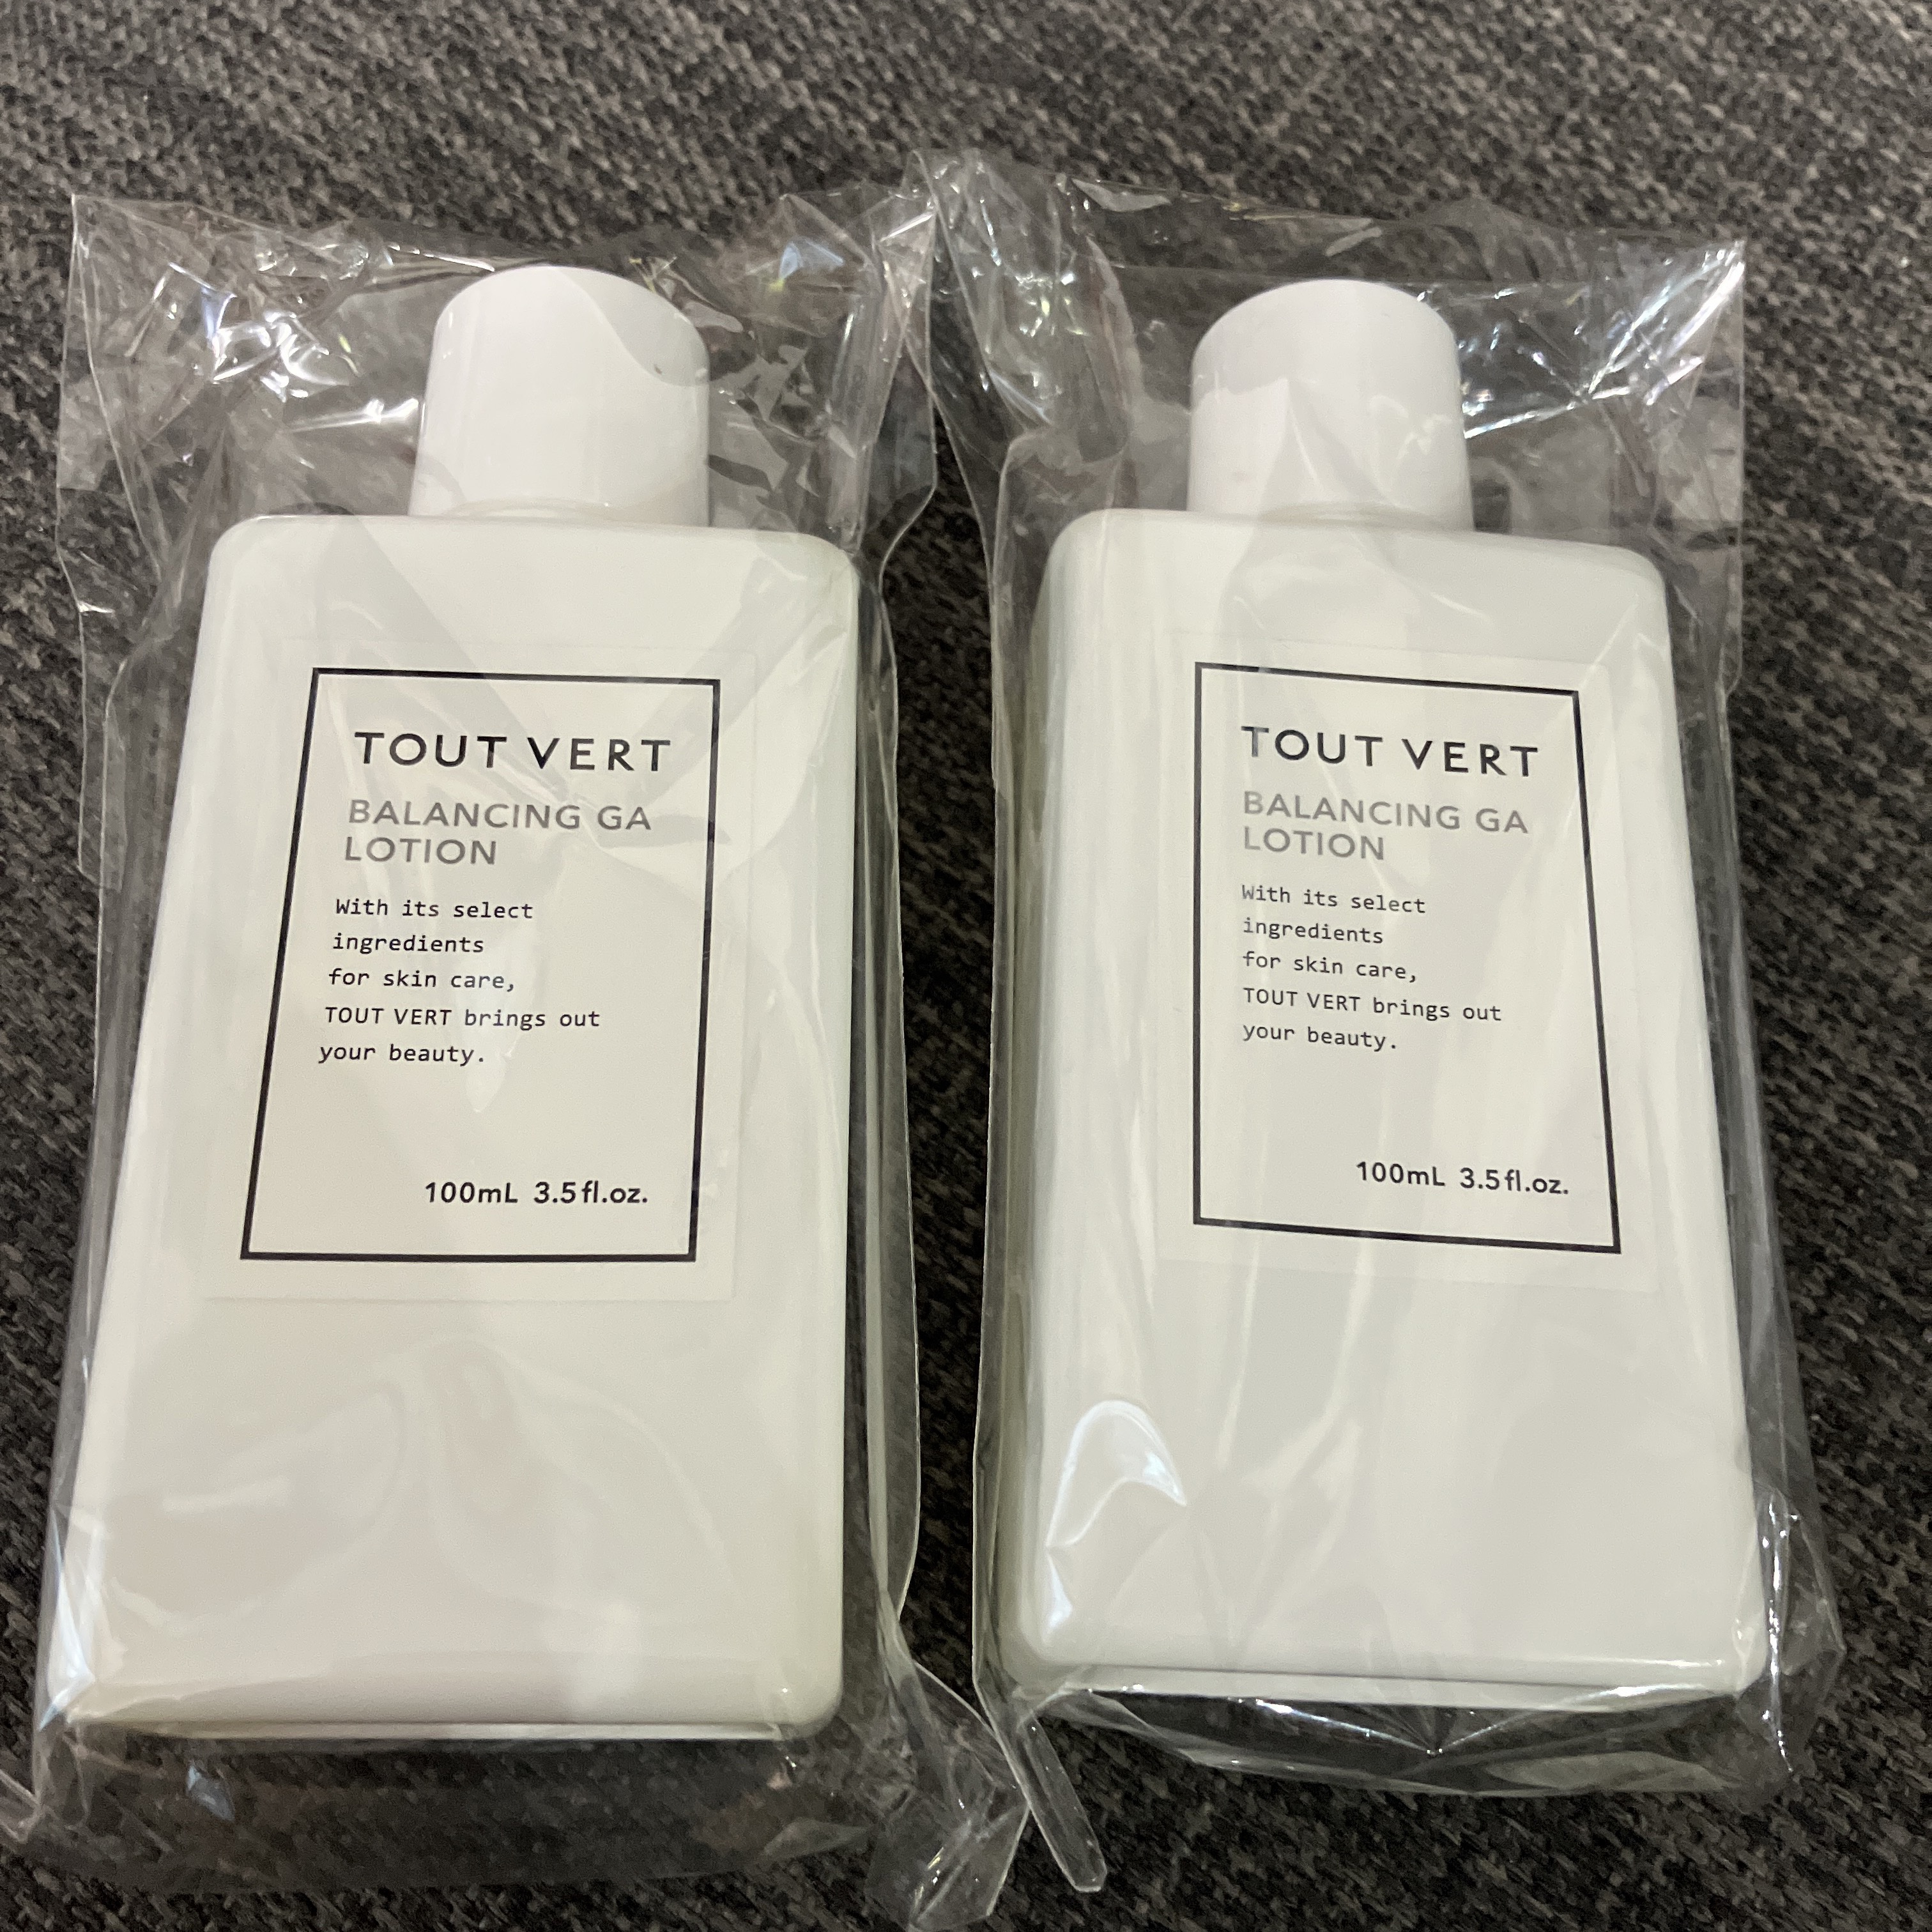 TOUT VERT
BALANCING GA
LOTION
With its select
ingredients
for skin care,
TOUT VERT brings out
your beauty.
100mL 3.5fl.oz.
TOUT VERT
BALANCING GA
LOTION
With its select
ingredients
for skin care,
TOUT VERT brings out
your beauty.
100mL 3.5fl.oz.